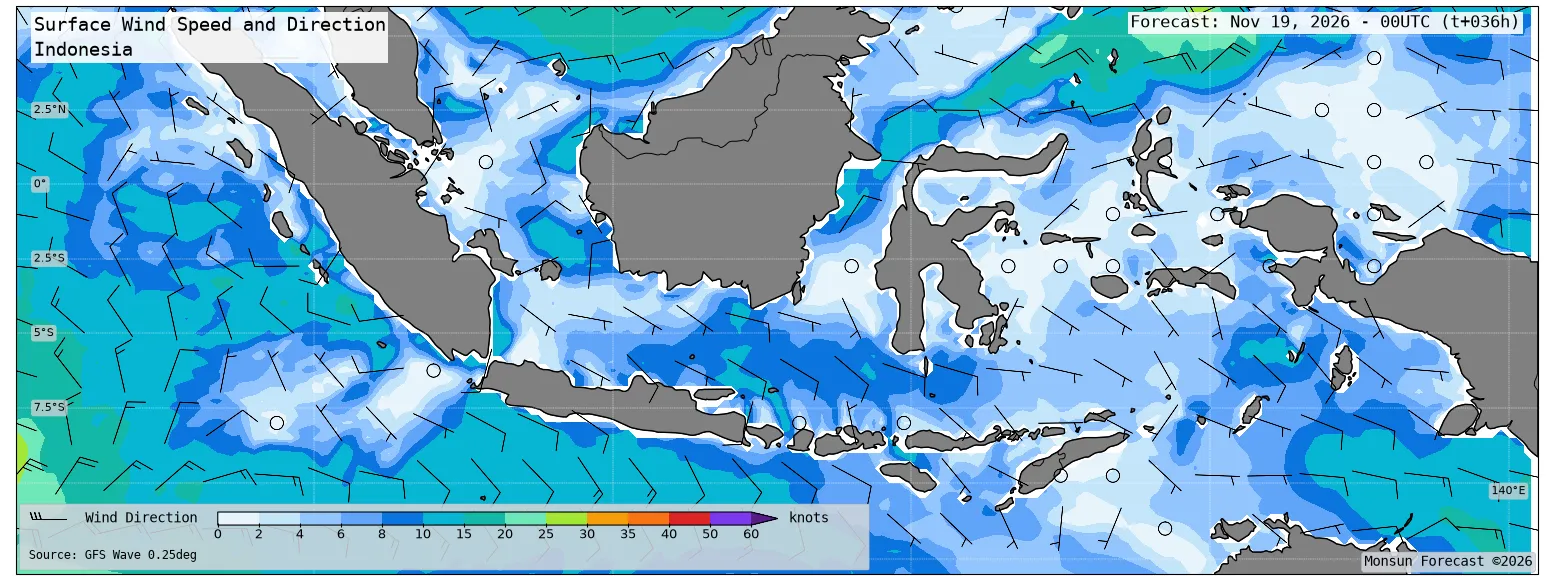 Surface Wind Speed and Direction
Indonesia
Forecast: Nov 19, 2026 - 00UTC (t+036h)
2.5°N
0°
2.5°S
5°S
7.5°S
140°E
Wind Direction
0 2 4 6 8 10 15 20 25 30 35 40 50 60 knots
Source: GFS Wave 0.25deg
Monsun Forecast ©2026